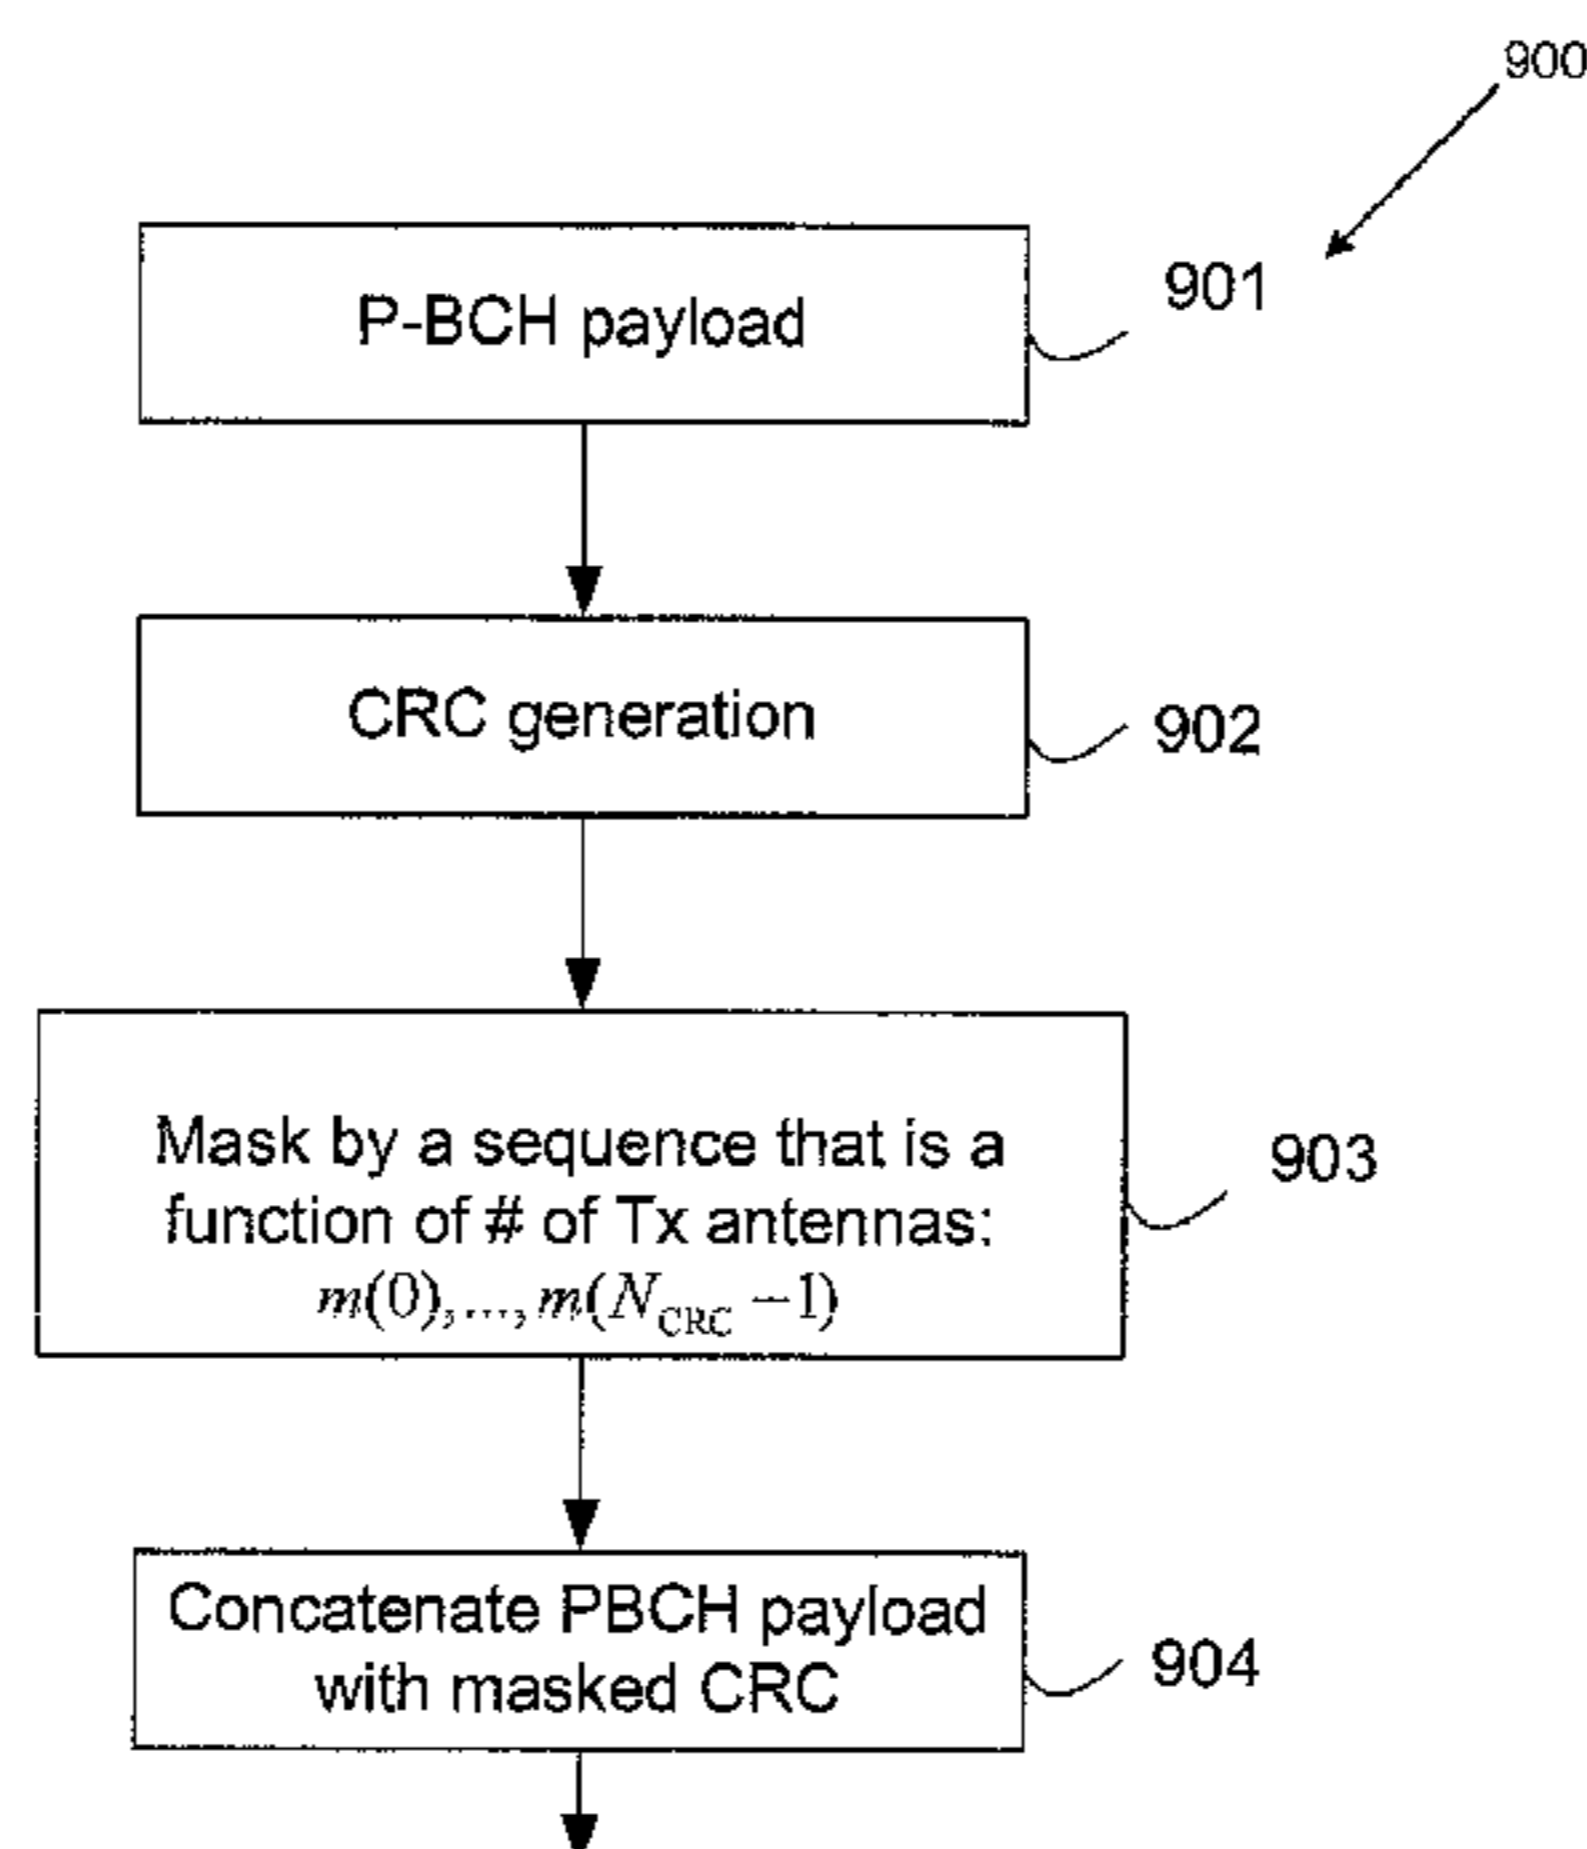 900
P-BCH payload
901
CRC generation
902
Mask by a sequence that is a
function of # of Tx antennas:
m(0),...,m(N_CRC −1)
903
Concatenate PBCH payload
with masked CRC
904